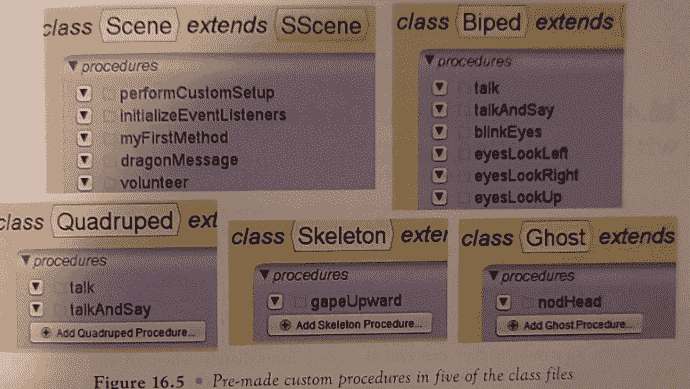 class Scene extends SScene
procedures
performCustomSetup
initializeEventListeners
myFirstMethod
dragonMessage
volunteer
class Biped extends
procedures
talk
talkAndSay
blinkEyes
eyesLookLeft
eyesLookRight
eyesLookUp
class Quadruped ext
procedures
talk
talkAndSay
Add Quadruped Procedure...
class Skeleton exter
procedures
gapeUpward
Add Skeleton Procedure...
class Ghost extends
procedures
nodHead
Add Ghost Procedure...
Figure 16.5 • Pre-made custom procedures in five of the class files